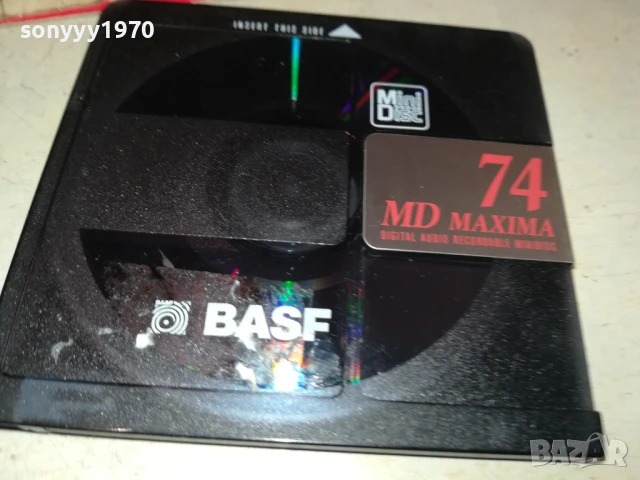 sonyyy1970
INSERT THIS SIDE
Mini
Disc
74
MD MAXIMA
DIGITAL AUDIO RECORDABLE MINIDISC
BASF
BAZAR